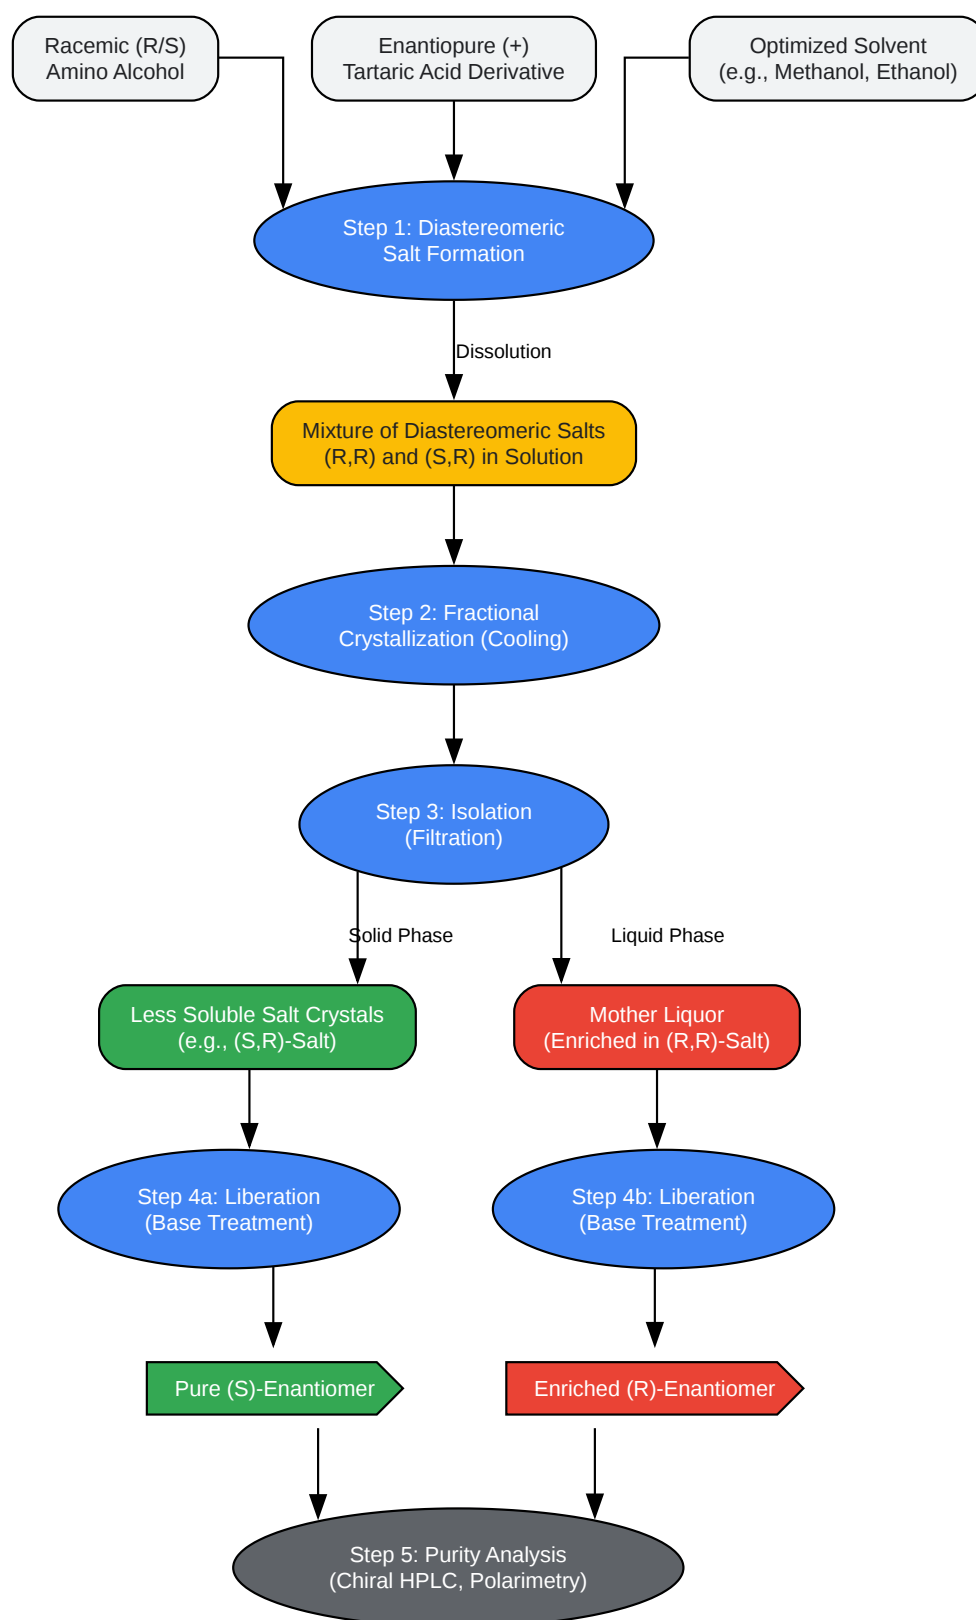 Racemic (R/S)
Amino Alcohol
Enantiopure (+)
Tartaric Acid Derivative
Optimized Solvent
(e.g., Methanol, Ethanol)
Step 1: Diastereomeric
Salt Formation
Dissolution
Mixture of Diastereomeric Salts
(R,R) and (S,R) in Solution
Step 2: Fractional
Crystallization (Cooling)
Step 3: Isolation
(Filtration)
Solid Phase
Liquid Phase
Less Soluble Salt Crystals
(e.g., (S,R)-Salt)
Mother Liquor
(Enriched in (R,R)-Salt)
Step 4a: Liberation
(Base Treatment)
Step 4b: Liberation
(Base Treatment)
Pure (S)-Enantiomer
Enriched (R)-Enantiomer
Step 5: Purity Analysis
(Chiral HPLC, Polarimetry)